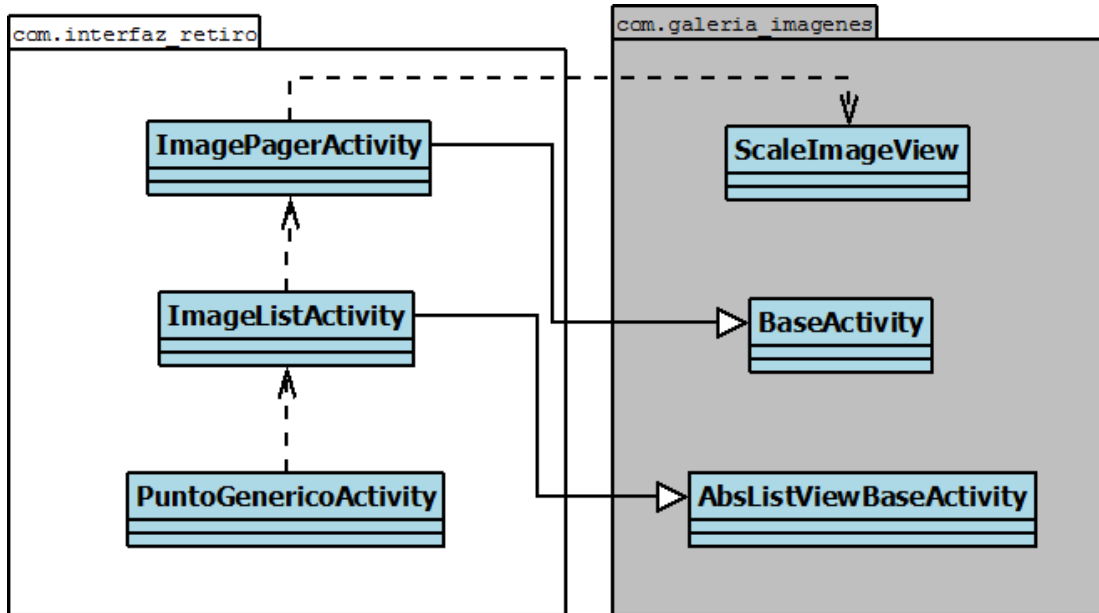 com.interfaz_retiro
ImagePagerActivity
ImageListActivity
PuntoGenericoActivity
com.galeria_imagenes
ScaleImageView
BaseActivity
AbsListViewBaseActivity